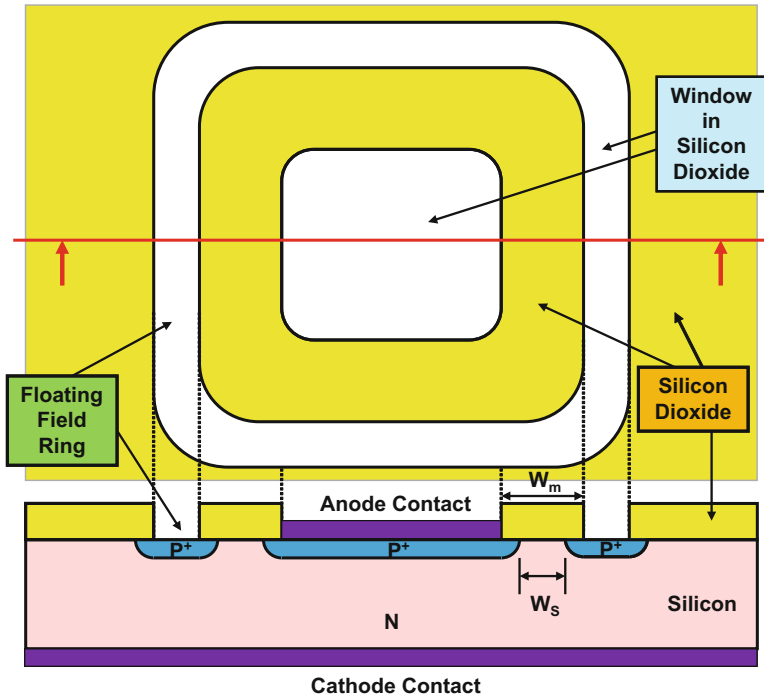 Window
in
Silicon
Dioxide
Floating
Field
Ring
Silicon
Dioxide
Anode Contact
Wm
P+
P+
P+
WS
Silicon
N
Cathode Contact